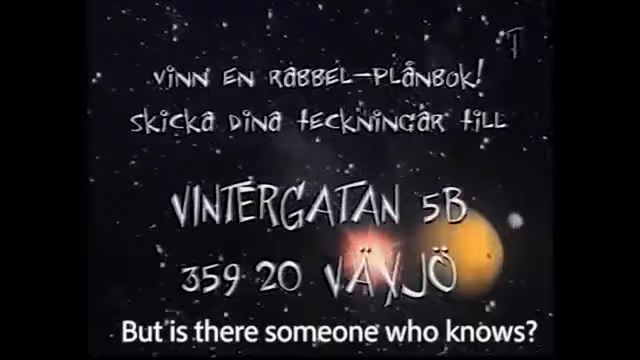 VINN EN RABBEL-PLÅNBOK!
SKICKA DINA TECKNINGAR TILL
VINTERGATAN 5B
359 20 VÄXJÖ
But is there someone who knows?